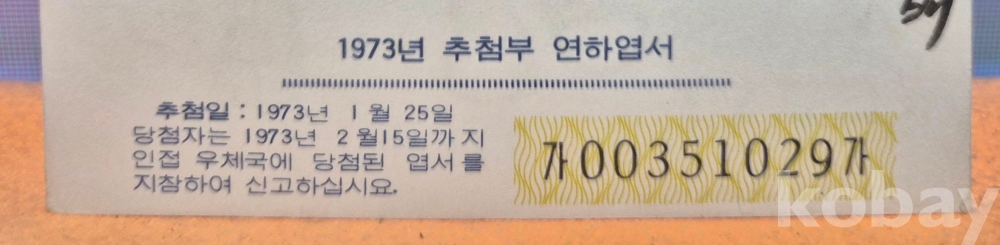 1973년 추첨부 연하엽서
추첨일 : 1973년 1월 25일
당첨자는 1973년 2월15일까지
인접 우체국에 당첨된 엽서를
지참하여 신고하십시요.
가00351029가
kobay